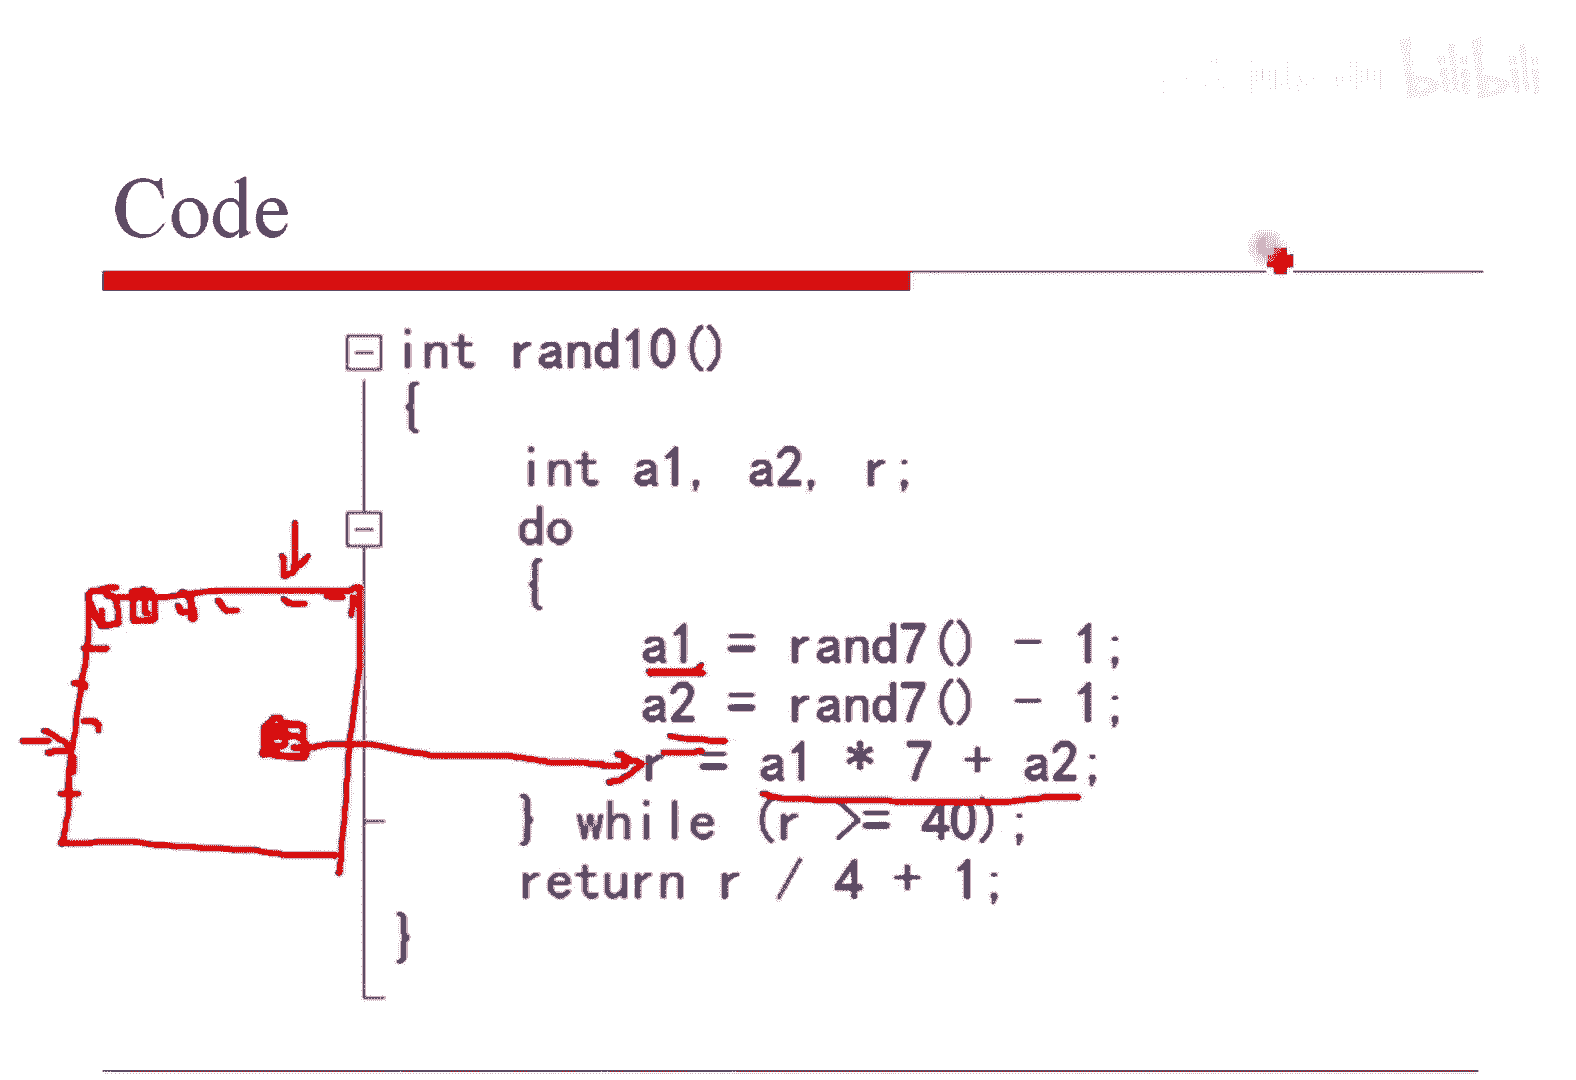 bilibili
Code
int rand10()
{
int a1, a2, r;
do
{
a1 = rand7() - 1;
a2 = rand7() - 1;
r = a1 * 7 + a2;
} while (r >= 40);
return r / 4 + 1;
}